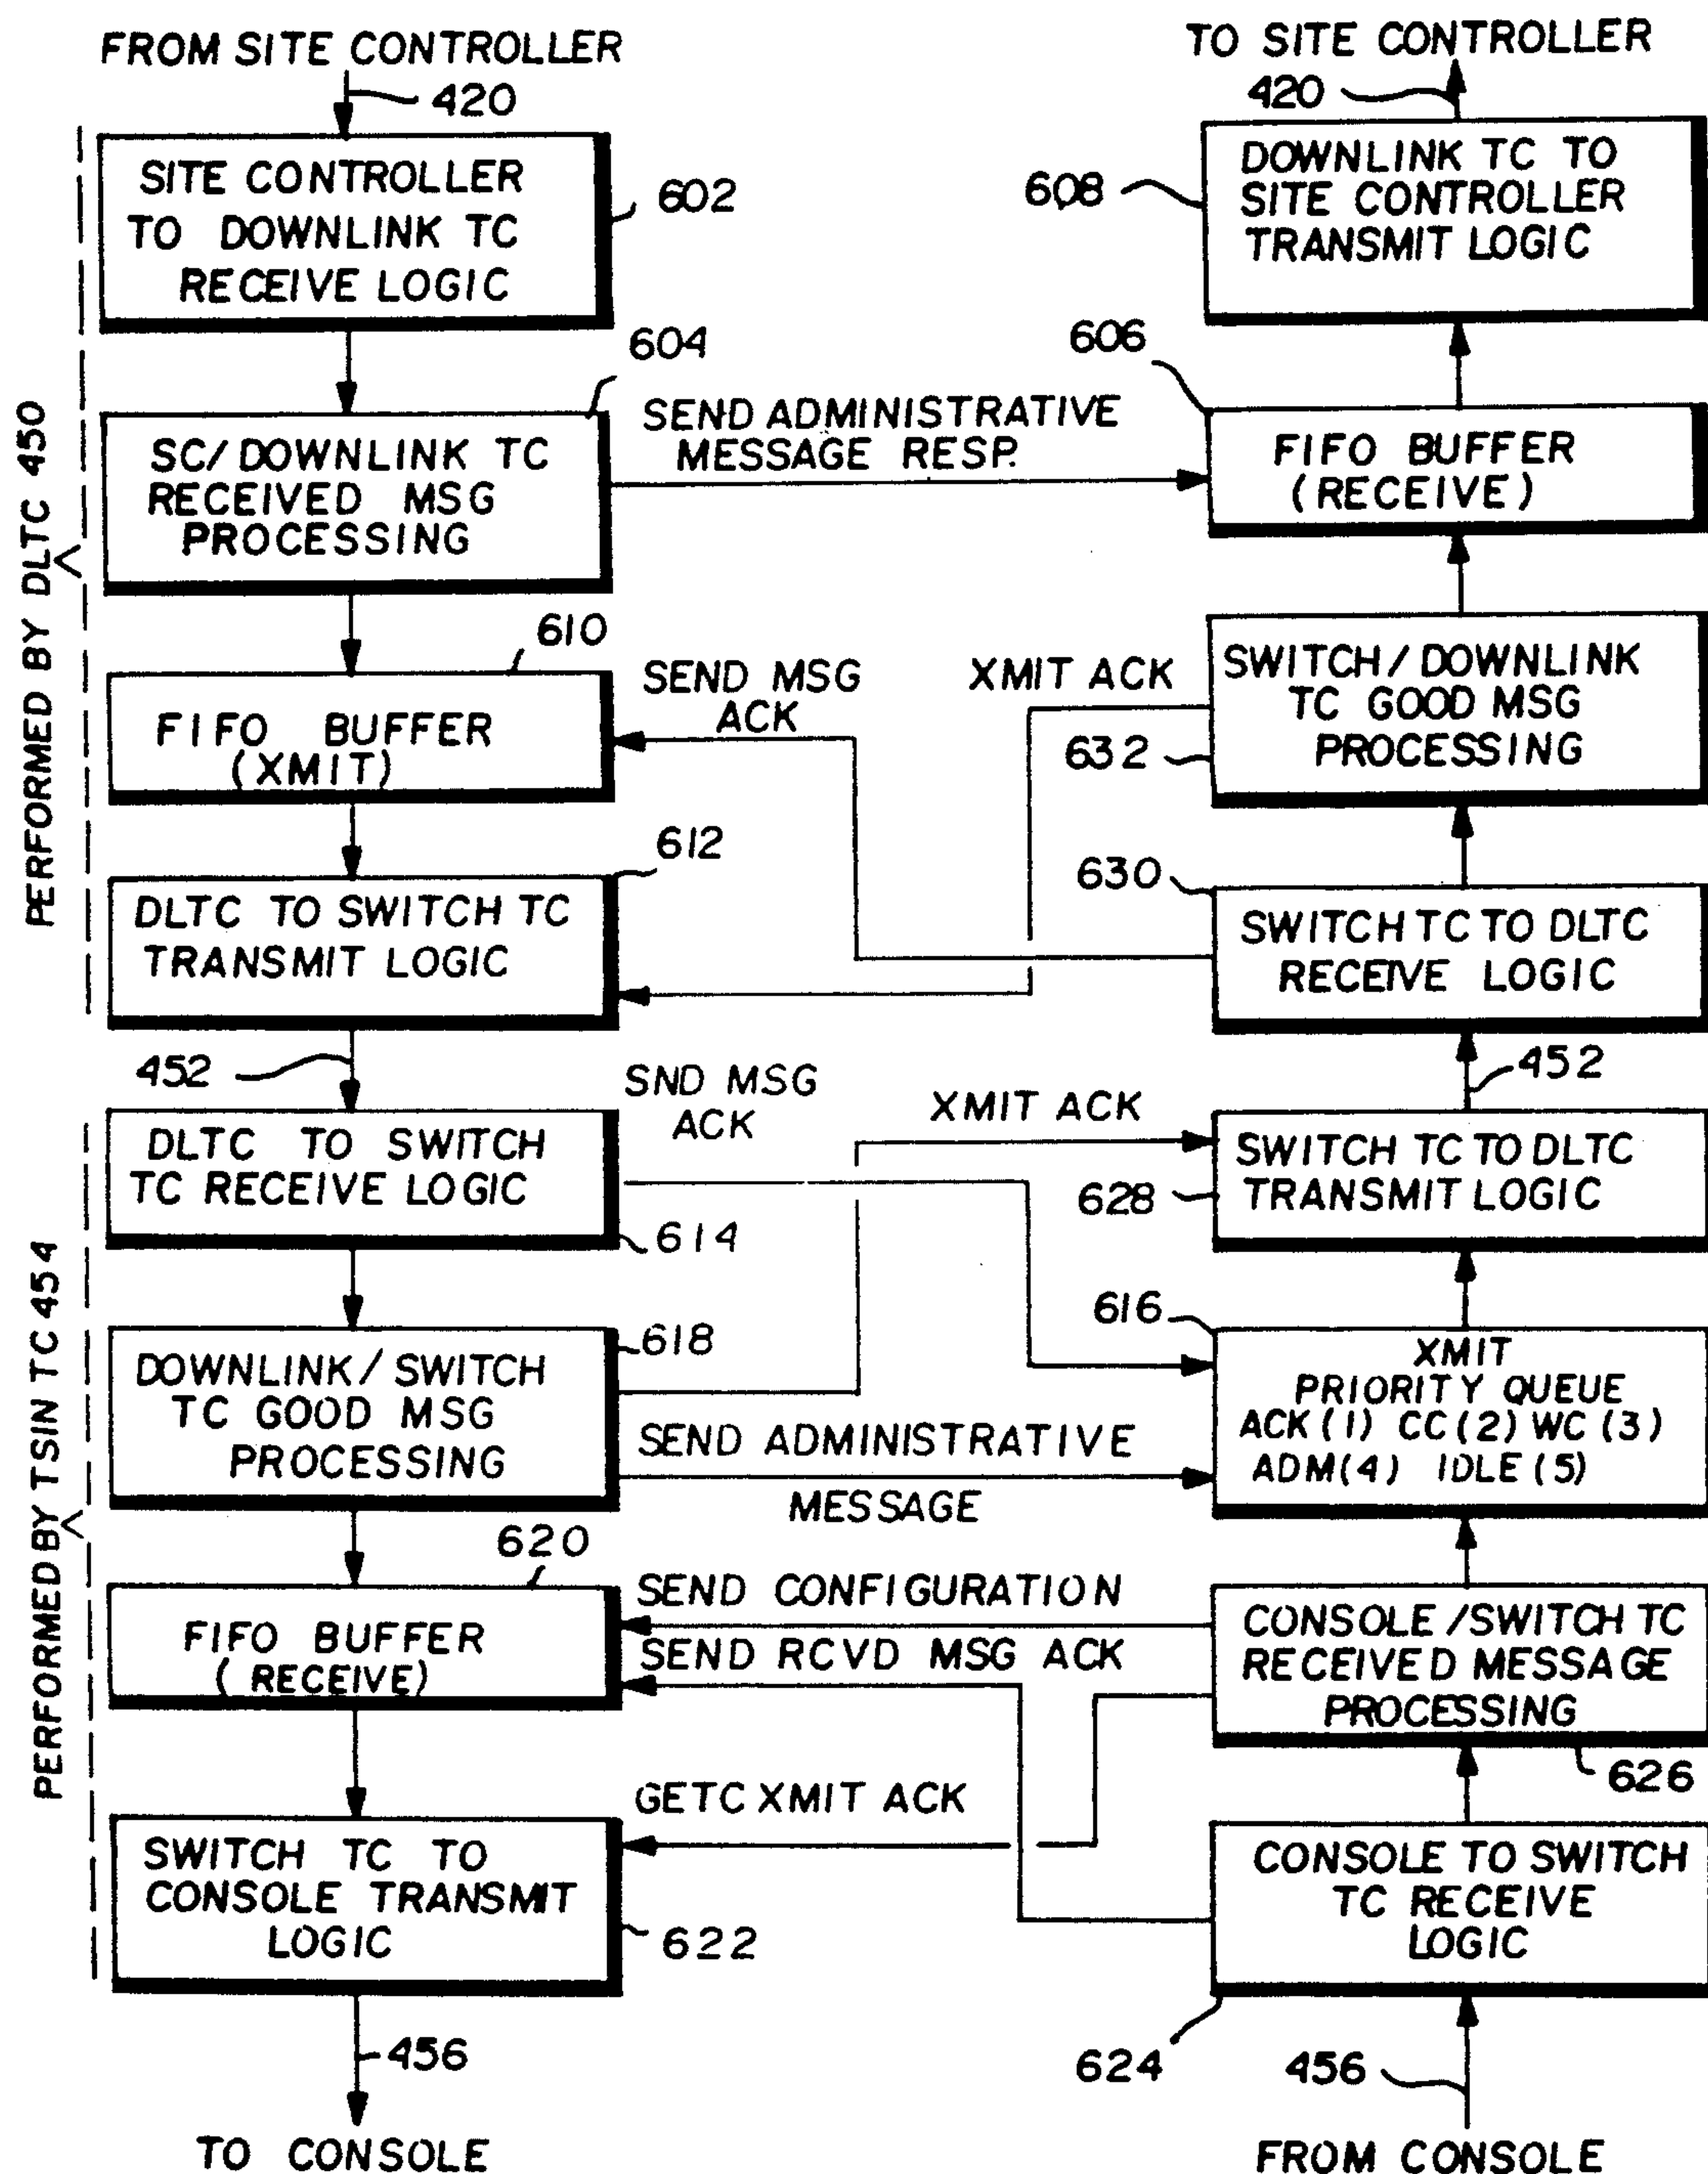 FROM SITE CONTROLLER
420
SITE CONTROLLER
TO DOWNLINK TC
RECEIVE LOGIC
602
604
SC/DOWNLINK TC
RECEIVED MSG
PROCESSING
SEND ADMINISTRATIVE
MESSAGE RESP.
610
FIFO BUFFER
(XMIT)
SEND MSG
ACK
612
DLTC TO SWITCH TC
TRANSMIT LOGIC
PERFORMED BY DLTC 450
452
SND MSG
ACK
DLTC TO SWITCH
TC RECEIVE LOGIC
614
618
DOWNLINK/SWITCH
TC GOOD MSG
PROCESSING
SEND ADMINISTRATIVE
MESSAGE
620
FIFO BUFFER
(RECEIVE)
SEND CONFIGURATION
SEND RCVD MSG ACK
GETC XMIT ACK
SWITCH TC TO
CONSOLE TRANSMIT
LOGIC
622
PERFORMED BY TSIN TC 454
456
TO CONSOLE
TO SITE CONTROLLER
420
608
DOWNLINK TC TO
SITE CONTROLLER
TRANSMIT LOGIC
606
FIFO BUFFER
(RECEIVE)
XMIT ACK
SWITCH/DOWNLINK
TC GOOD MSG
PROCESSING
632
630
SWITCH TC TO DLTC
RECEIVE LOGIC
452
XMIT ACK
SWITCH TC TO DLTC
TRANSMIT LOGIC
628
616
XMIT
PRIORITY QUEUE
ACK(1) CC(2) WC(3)
ADM(4) IDLE(5)
CONSOLE/SWITCH TC
RECEIVED MESSAGE
PROCESSING
626
CONSOLE TO SWITCH
TC RECEIVE
LOGIC
624
456
FROM CONSOLE